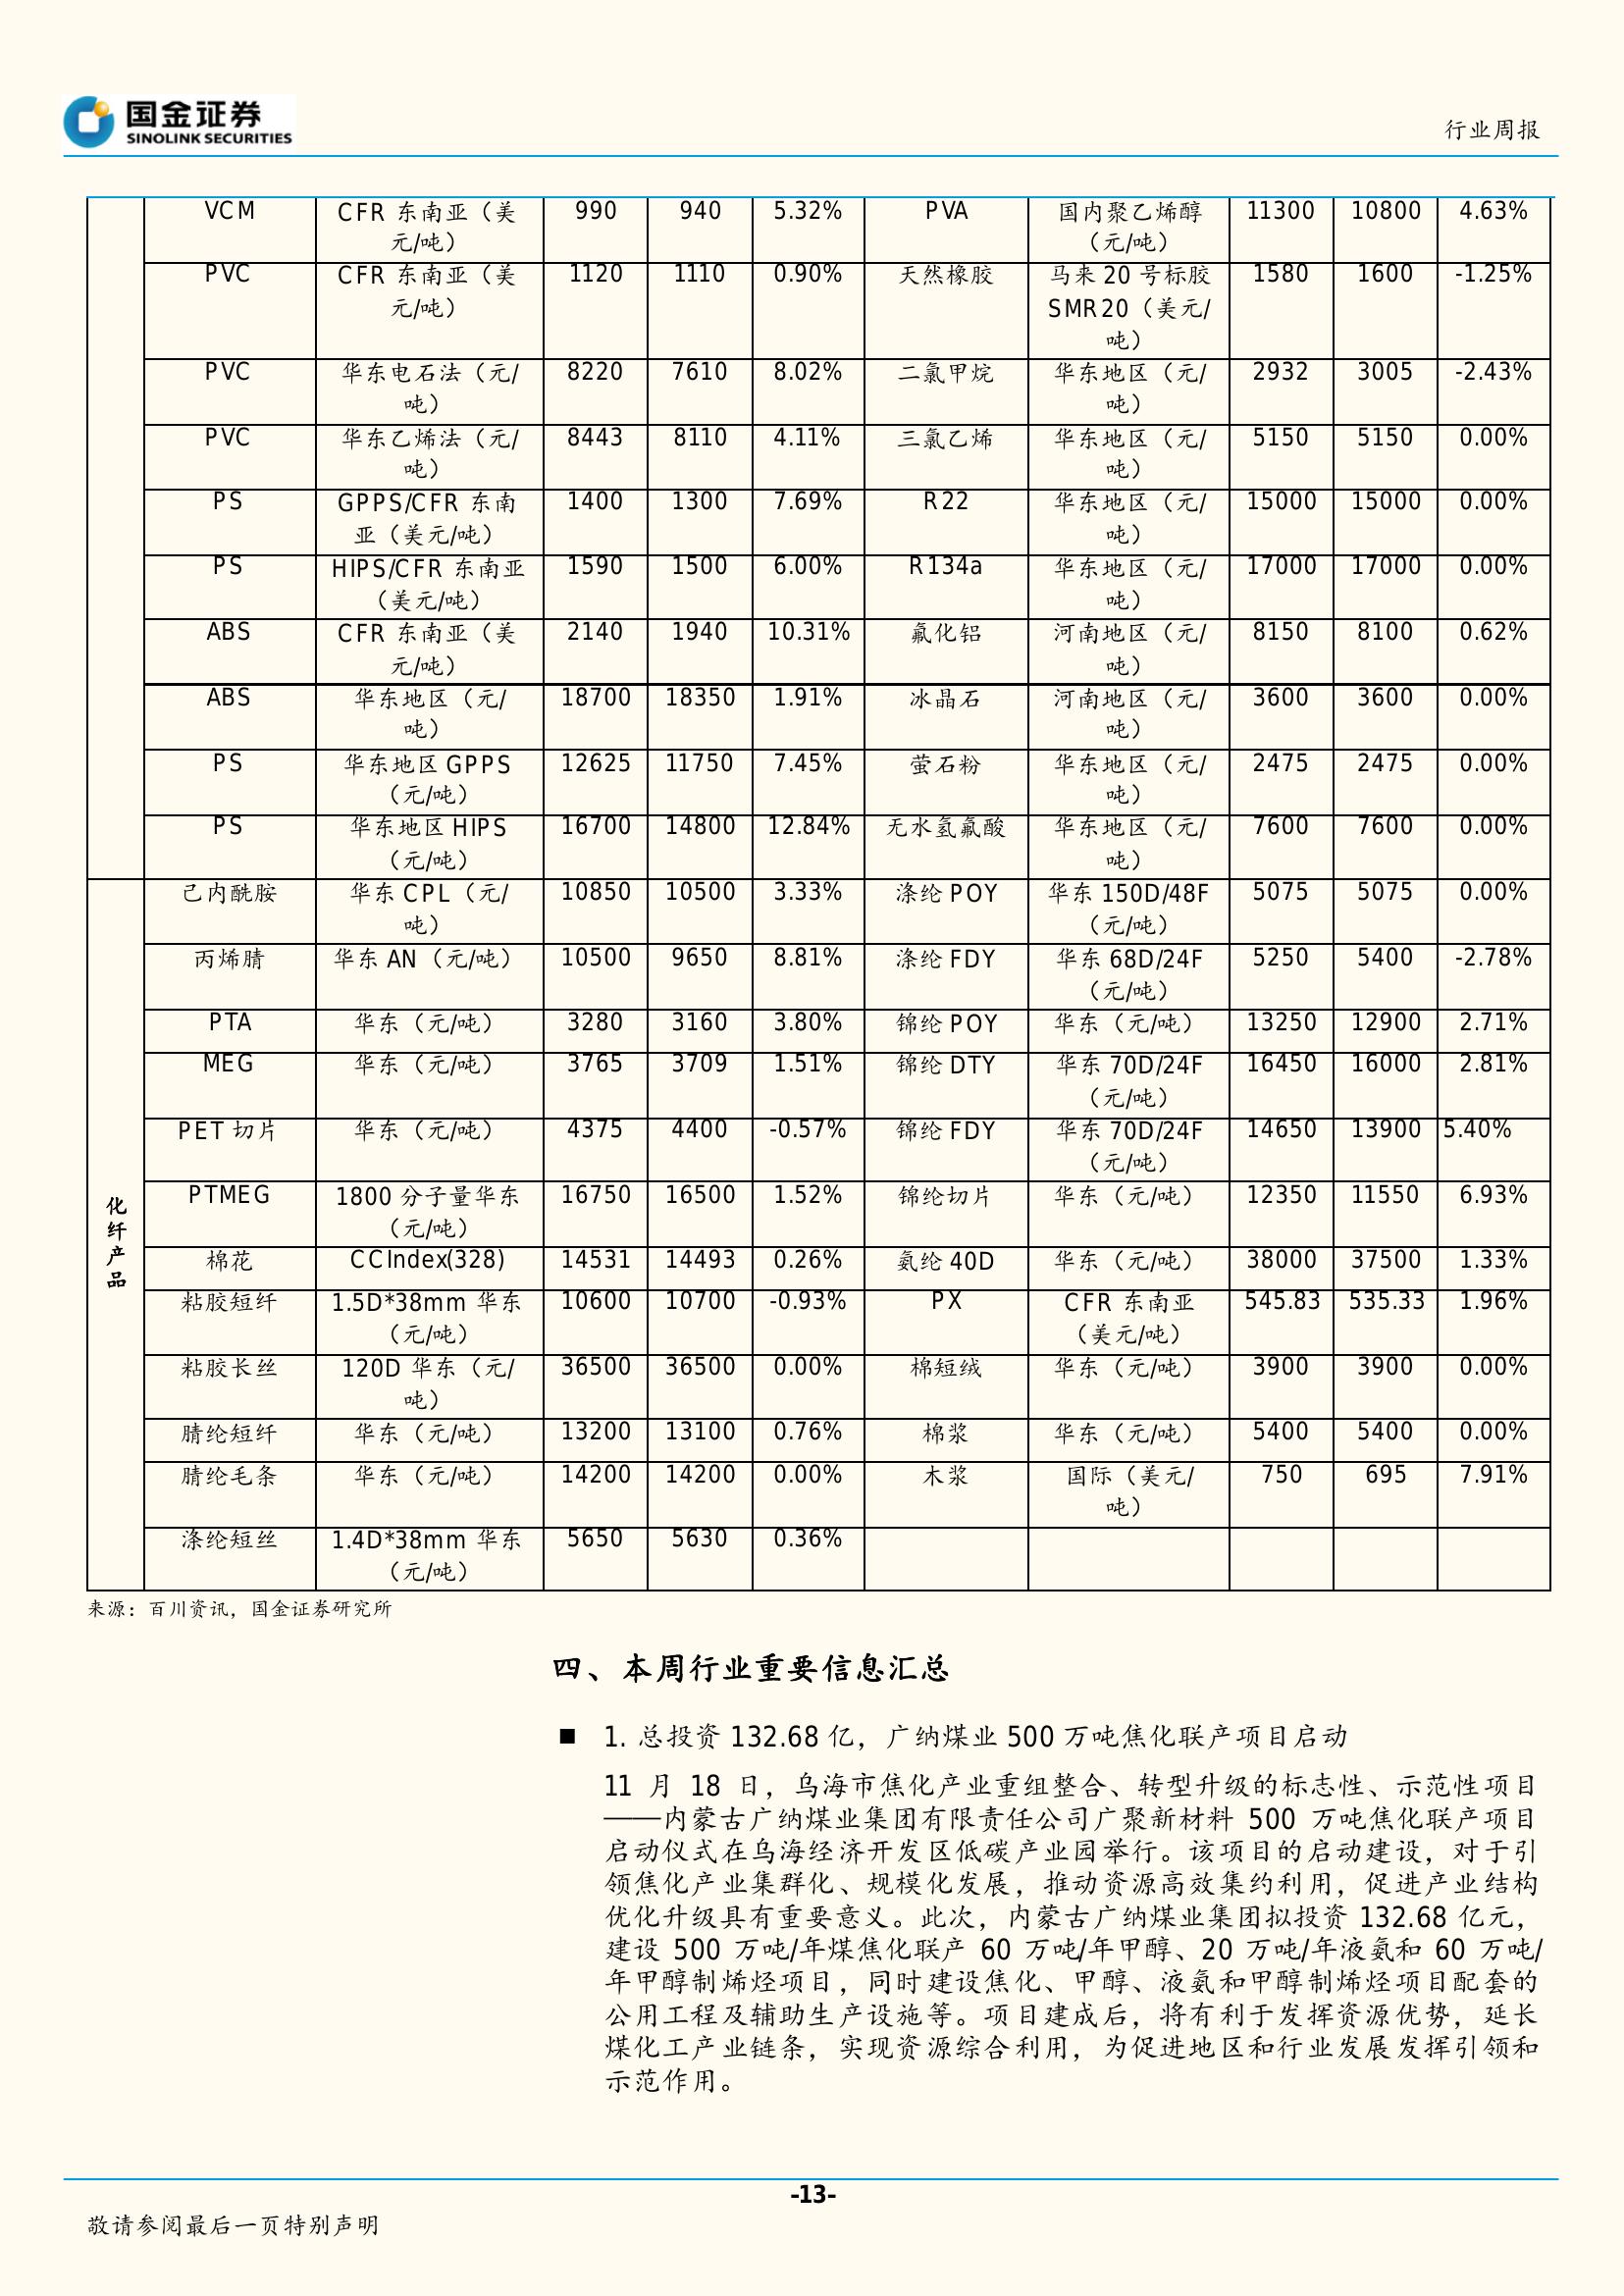 国金证券
SINOLINK SECURITIES
行业周报
VCM CFR 东南亚（美 990 940 5.32% PVA 国内聚乙烯醇 11300 10800 4.63%
元/吨） （元/吨）
PVC CFR 东南亚（美 1120 1110 0.90% 天然橡胶 马来 20 号标胶 1580 1600 -1.25%
元/吨） SMR20（美元/
吨）
PVC 华东电石法（元/ 8220 7610 8.02% 二氯甲烷 华东地区（元/ 2932 3005 -2.43%
吨） 吨）
PVC 华东乙烯法（元/ 8443 8110 4.11% 三氯乙烯 华东地区（元/ 5150 5150 0.00%
吨） 吨）
PS GPPS/CFR 东南 1400 1300 7.69% R22 华东地区（元/ 15000 15000 0.00%
亚（美元/吨） 吨）
PS HIPS/CFR 东南亚 1590 1500 6.00% R134a 华东地区（元/ 17000 17000 0.00%
（美元/吨） 吨）
ABS CFR 东南亚（美 2140 1940 10.31% 氟化铝 河南地区（元/ 8150 8100 0.62%
元/吨） 吨）
ABS 华东地区（元/ 18700 18350 1.91% 冰晶石 河南地区（元/ 3600 3600 0.00%
吨） 吨）
PS 华东地区 GPPS 12625 11750 7.45% 萤石粉 华东地区（元/ 2475 2475 0.00%
（元/吨） 吨）
PS 华东地区 HIPS 16700 14800 12.84% 无水氢氟酸 华东地区（元/ 7600 7600 0.00%
（元/吨） 吨）
化纤产品
己内酰胺 华东 CPL（元/ 10850 10500 3.33% 涤纶 POY 华东 150D/48F 5075 5075 0.00%
吨） （元/吨）
丙烯腈 华东 AN（元/吨） 10500 9650 8.81% 涤纶 FDY 华东 68D/24F 5250 5400 -2.78%
（元/吨）
PTA 华东（元/吨） 3280 3160 3.80% 锦纶 POY 华东（元/吨） 13250 12900 2.71%
MEG 华东（元/吨） 3765 3709 1.51% 锦纶 DTY 华东 70D/24F 16450 16000 2.81%
（元/吨）
PET 切片 华东（元/吨） 4375 4400 -0.57% 锦纶 FDY 华东 70D/24F 14650 13900 5.40%
（元/吨）
PTMEG 1800 分子量华东 16750 16500 1.52% 锦纶切片 华东（元/吨） 12350 11550 6.93%
（元/吨）
棉花 CCIndex(328) 14531 14493 0.26% 氨纶 40D 华东（元/吨） 38000 37500 1.33%
粘胶短纤 1.5D*38mm 华东 10600 10700 -0.93% PX CFR 东南亚 545.83 535.33 1.96%
（元/吨） （美元/吨）
粘胶长丝 120D 华东（元/ 36500 36500 0.00% 棉短绒 华东（元/吨） 3900 3900 0.00%
吨）
腈纶短纤 华东（元/吨） 13200 13100 0.76% 棉浆 华东（元/吨） 5400 5400 0.00%
腈纶毛条 华东（元/吨） 14200 14200 0.00% 木浆 国际（美元/ 750 695 7.91%
吨）
涤纶短丝 1.4D*38mm 华东 5650 5630 0.36%
（元/吨）
来源：百川资讯，国金证券研究所
四、本周行业重要信息汇总
■ 1. 总投资 132.68 亿，广纳煤业 500 万吨焦化联产项目启动
11 月 18 日，乌海市焦化产业重组整合、转型升级的标志性、示范性项目
——内蒙古广纳煤业集团有限责任公司广聚新材料 500 万吨焦化联产项目
启动仪式在乌海经济开发区低碳产业园举行。该项目的启动建设，对于引
领焦化产业集群化、规模化发展，推动资源高效集约利用，促进产业结构
优化升级具有重要意义。此次，内蒙古广纳煤业集团拟投资 132.68 亿元，
建设 500 万吨/年煤焦化联产 60 万吨/年甲醇、20 万吨/年液氨和 60 万吨/
年甲醇制烯烃项目，同时建设焦化、甲醇、液氨和甲醇制烯烃项目配套的
公用工程及辅助生产设施等。项目建成后，将有利于发挥资源优势，延长
煤化工产业链条，实现资源综合利用，为促进地区和行业发展发挥引领和
示范作用。
-13-
敬请参阅最后一页特别声明